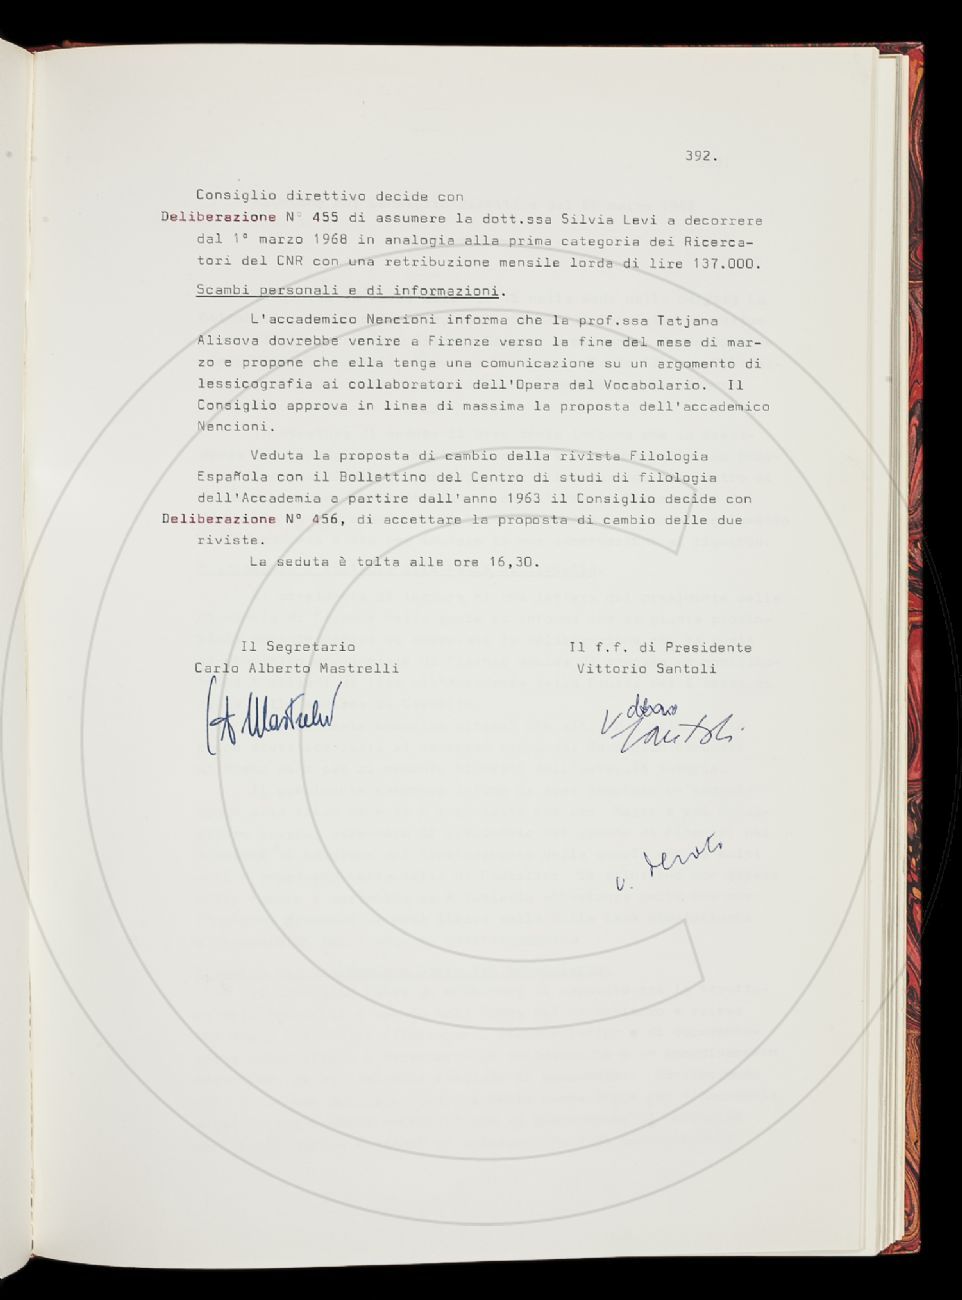 392.
Consiglio direttivo decide con
Deliberazione N° 455 di assumere la dott.ssa Silvia Levi a decorrere
dal 1° marzo 1968 in analogia alla prima categoria dei Ricerca-
tori del CNR con una retribuzione mensile lorda di lire 137.000.
Scambi personali e di informazioni.
L'accademico Nencioni informa che la prof.ssa Tatjana
Alisova dovrebbe venire a Firenze verso la fine del mese di mar-
zo e propone che ella tenga una comunicazione su un argomento di
lessicografia ai collaboratori dell'Opera del Vocabolario. Il
Consiglio approva in linea di massima la proposta dell'accademico
Nencioni.
Veduta la proposta di cambio della rivista Filologia
Española con il Bollettino del Centro di studi di filologia
dell'Accademia a partire dall'anno 1963 il Consiglio decide con
Deliberazione N° 456, di accettare la proposta di cambio delle due
riviste.
La seduta è tolta alle ore 16,30.
Il Segretario Il f.f. di Presidente
Carlo Alberto Mastrelli Vittorio Santoli
Mastrelli
Santoli